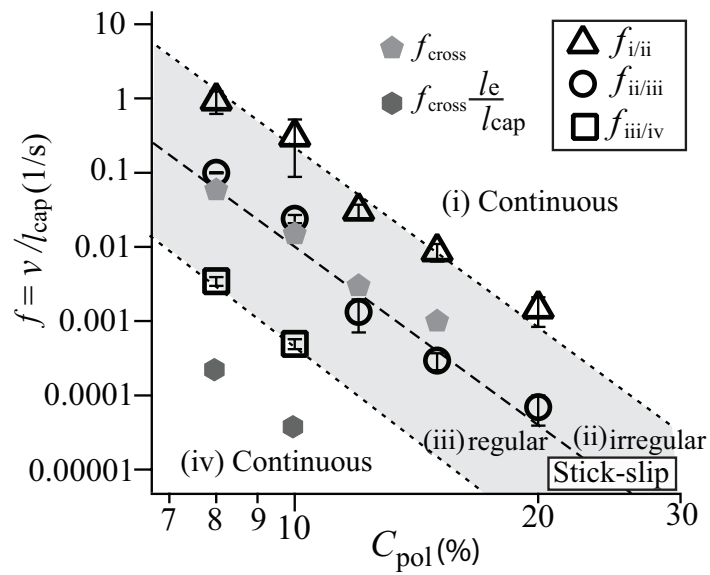 10
1
0.1
0.01
0.001
0.0001
0.00001
f = v / l_cap (1/s)
f_cross
f_cross l_e / l_cap
f_i/ii
f_ii/iii
f_iii/iv
(i) Continuous
(iii) regular
(ii) irregular
(iv) Continuous
Stick-slip
7 8 9 10 20 30
C_pol (%)